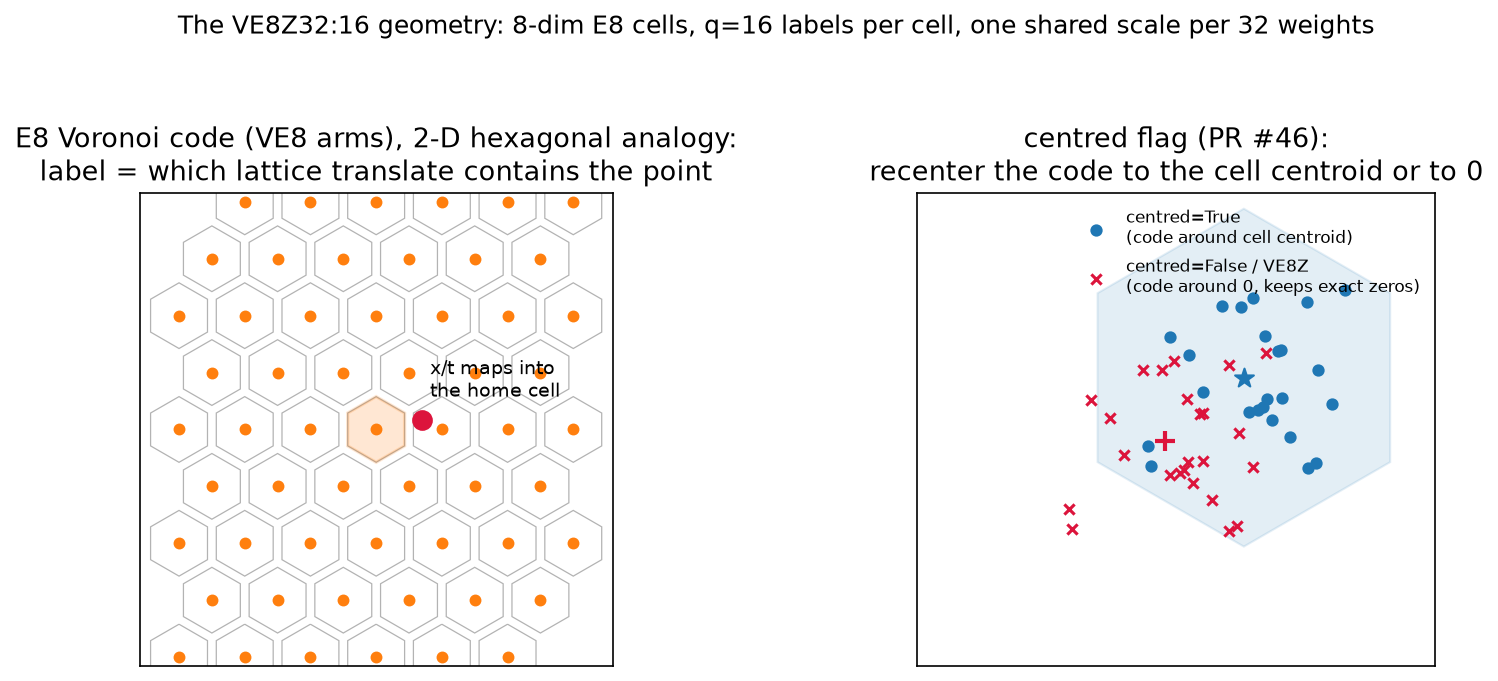 The VE8Z32:16 geometry: 8-dim E8 cells, q=16 labels per cell, one shared scale per 32 weights
E8 Voronoi code (VE8 arms), 2-D hexagonal analogy:
label = which lattice translate contains the point
x/t maps into
the home cell
centred flag (PR #46):
recenter the code to the cell centroid or to 0
centred=True
(code around cell centroid)
centred=False / VE8Z
(code around 0, keeps exact zeros)